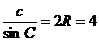 c/sin C = 2R = 4